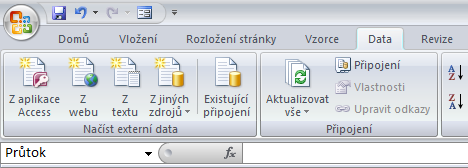 Domů Vložení Rozložení stránky Vzorce Data Revize
Z aplikace Access
Z webu
Z textu
Z jiných zdrojů
Existující připojení
Načíst externí data
Aktualizovat vše
Připojení
Vlastnosti
Upravit odkazy
Připojení
A
Z
Z
A
Průtok
fx